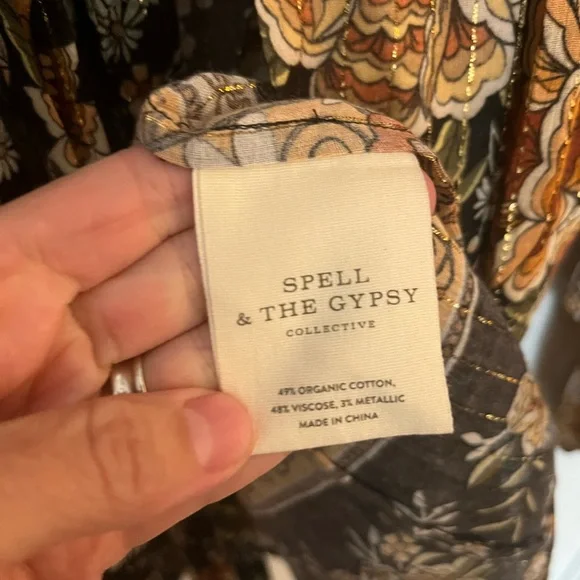 SPELL
& THE GYPSY
COLLECTIVE
49% ORGANIC COTTON,
48% VISCOSE, 3% METALLIC
MADE IN CHINA